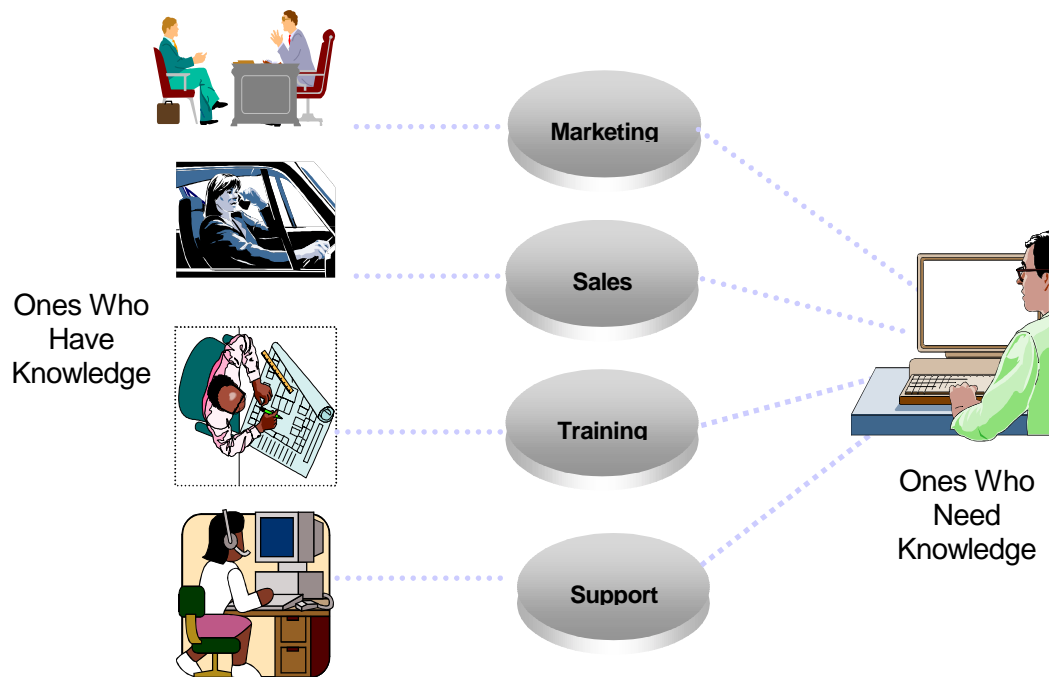 Marketing
Sales
Ones Who
Have
Knowledge
Training
Ones Who
Need
Knowledge
Support